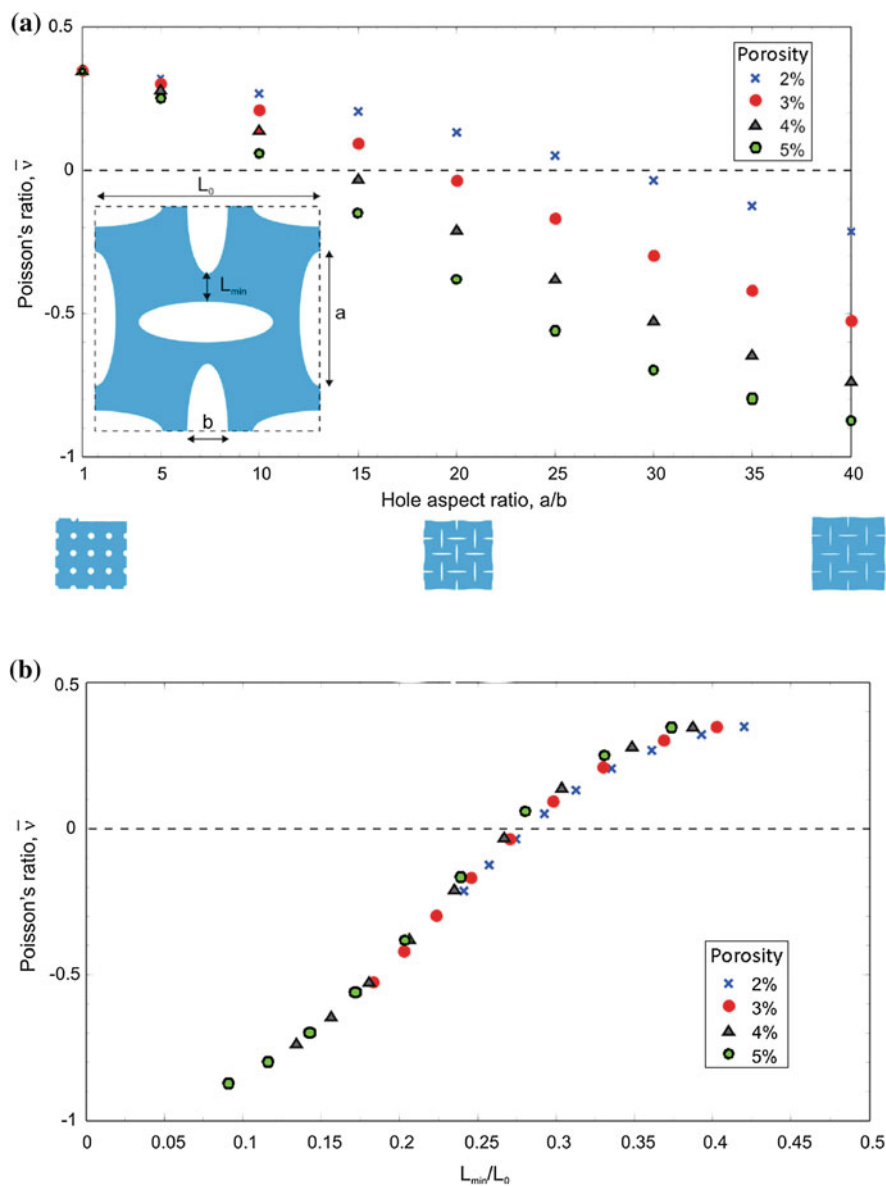 (a)
0.5
0
-0.5
-1
Poisson's ratio, ν̅
Porosity
2%
3%
4%
5%
L₀
Lmin
a
b
1 5 10 15 20 25 30 35 40
Hole aspect ratio, a/b
(b)
0.5
0
-0.5
-1
Poisson's ratio, ν̅
Porosity
2%
3%
4%
5%
0 0.05 0.1 0.15 0.2 0.25 0.3 0.35 0.4 0.45 0.5
Lmin/L₀